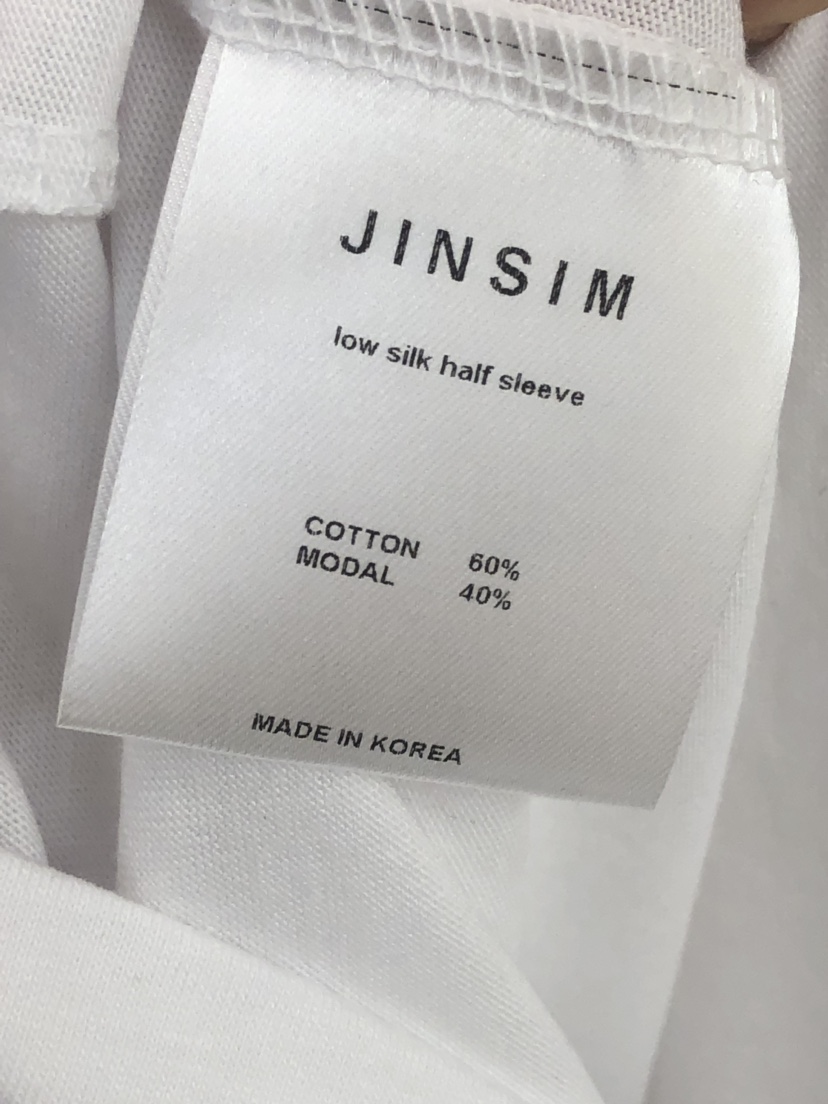 JINSIM
low silk half sleeve
COTTON 60%
MODAL 40%
MADE IN KOREA